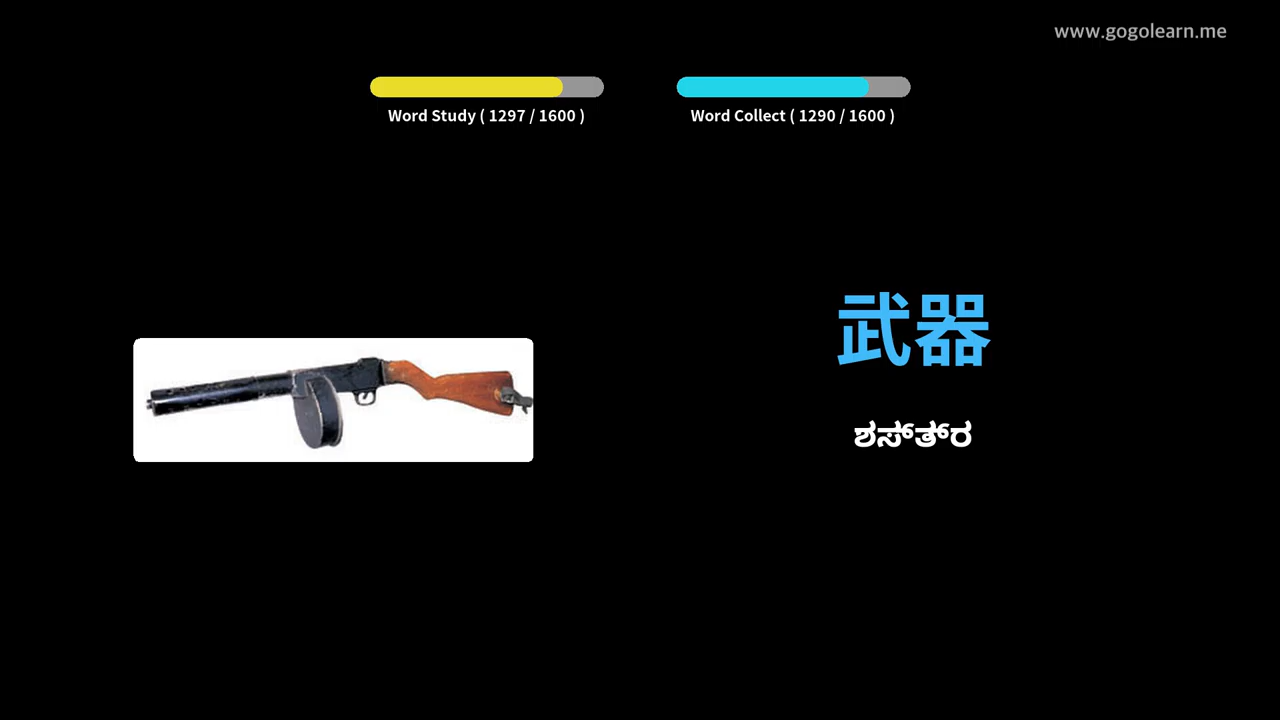 www.gogolearn.me
Word Study ( 1297 / 1600 )
Word Collect ( 1290 / 1600 )
武器
ಶಸ್ತ್ರ